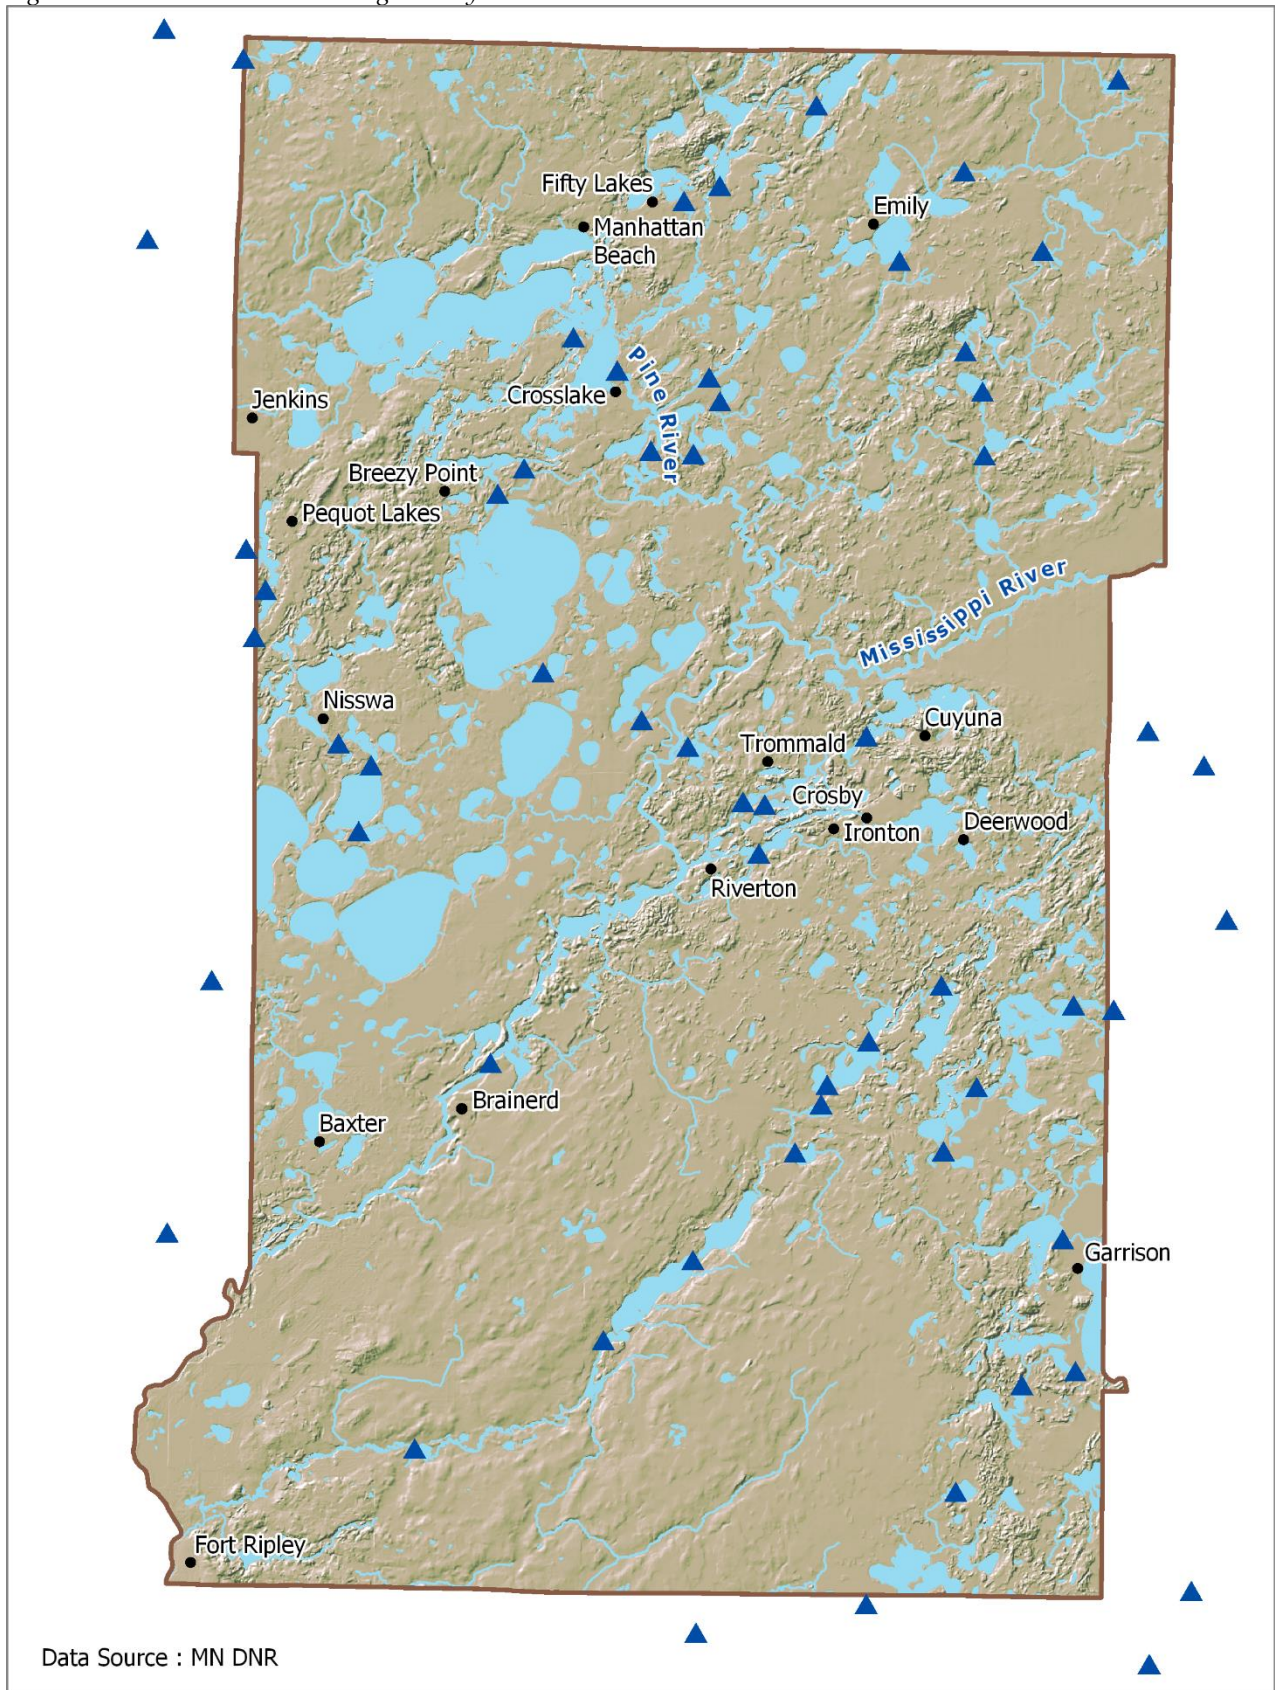 Fifty Lakes
Emily
Manhattan
Beach
Pine River
Crosslake
Jenkins
Breezy Point
Pequot Lakes
Mississippi River
Nisswa
Cuyuna
Trommald
Crosby
Ironton
Deerwood
Riverton
Brainerd
Baxter
Garrison
Fort Ripley
Data Source : MN DNR